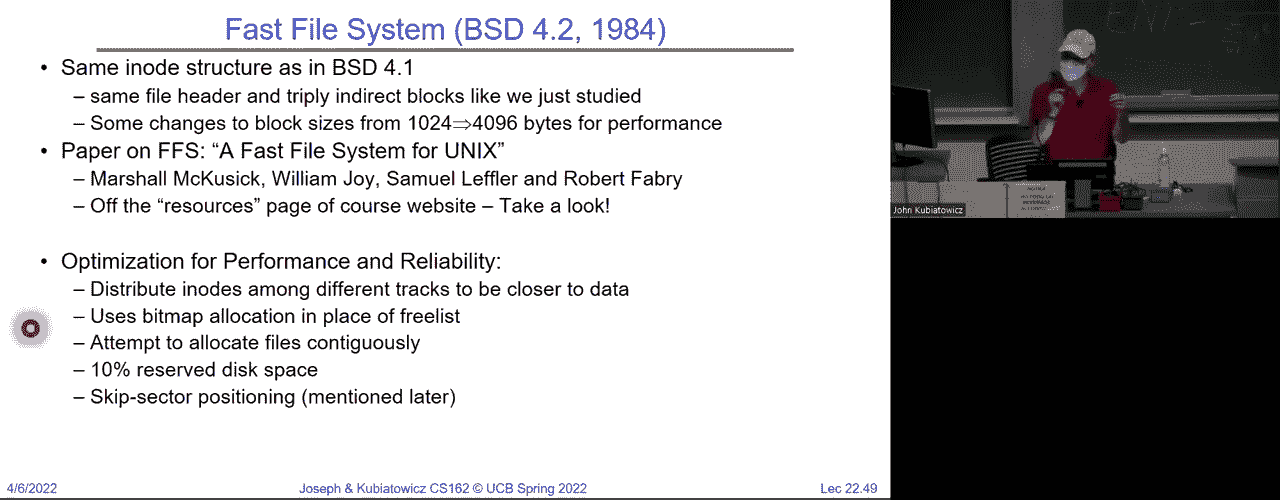 Fast File System (BSD 4.2, 1984)
• Same inode structure as in BSD 4.1
– same file header and triply indirect blocks like we just studied
– Some changes to block sizes from 1024⇒4096 bytes for performance
• Paper on FFS: “A Fast File System for UNIX”
– Marshall McKusick, William Joy, Samuel Leffler and Robert Fabry
– Off the “resources” page of course website – Take a look!
• Optimization for Performance and Reliability:
– Distribute inodes among different tracks to be closer to data
– Uses bitmap allocation in place of freelist
– Attempt to allocate files contiguously
– 10% reserved disk space
– Skip-sector positioning (mentioned later)
4/6/2022
Joseph & Kubiatowicz CS162 © UCB Spring 2022
Lec 22.49
John Kubiatowicz